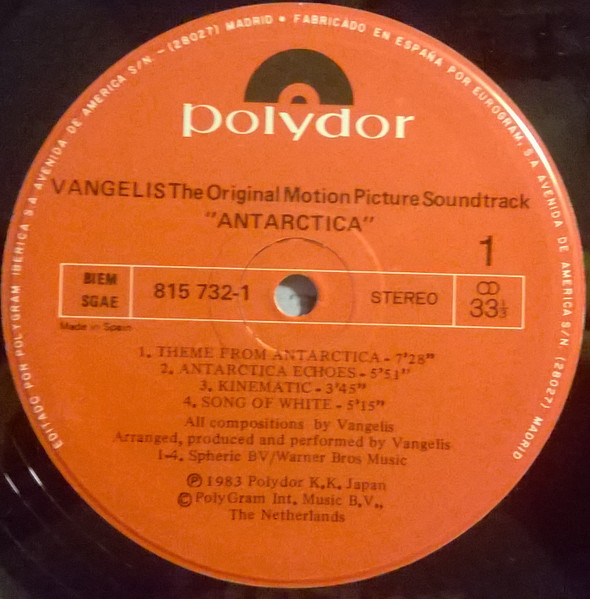 EDITADO POR POLYGRAM IBERICA S.A AVENIDA DE AMERICA S/N. - (28027) MADRID • FABRICADO EN ESPAÑA POR EUROGRAM, S.A AVENIDA DE AMERICA S/N. (28027) MADRID
polydor
VANGELIS The Original Motion Picture Soundtrack
"ANTARCTICA"
1
BIEM
SGAE
815 732-1
STEREO
33⅓
Made in Spain
1. THEME FROM ANTARCTICA - 7'28"
2. ANTARCTICA ECHOES - 5'51"
3. KINEMATIC - 3'45"
4. SONG OF WHITE - 5'15"
All compositions by Vangelis
Arranged, produced and performed by Vangelis
1-4. Spheric BV/Warner Bros Music
℗ 1983 Polydor K.K. Japan
© PolyGram Int. Music B.V.,
The Netherlands